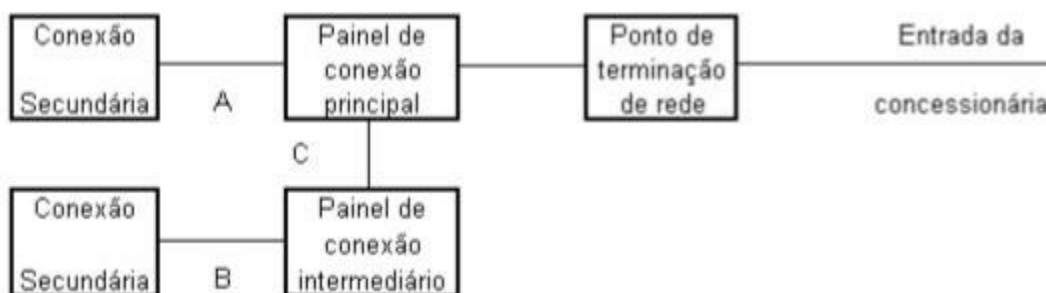 Conexão
Secundária
A
Painel de
conexão
principal
Ponto de
terminação
de rede
Entrada da
concessionária
C
Conexão
Secundária
B
Painel de
conexão
intermediário